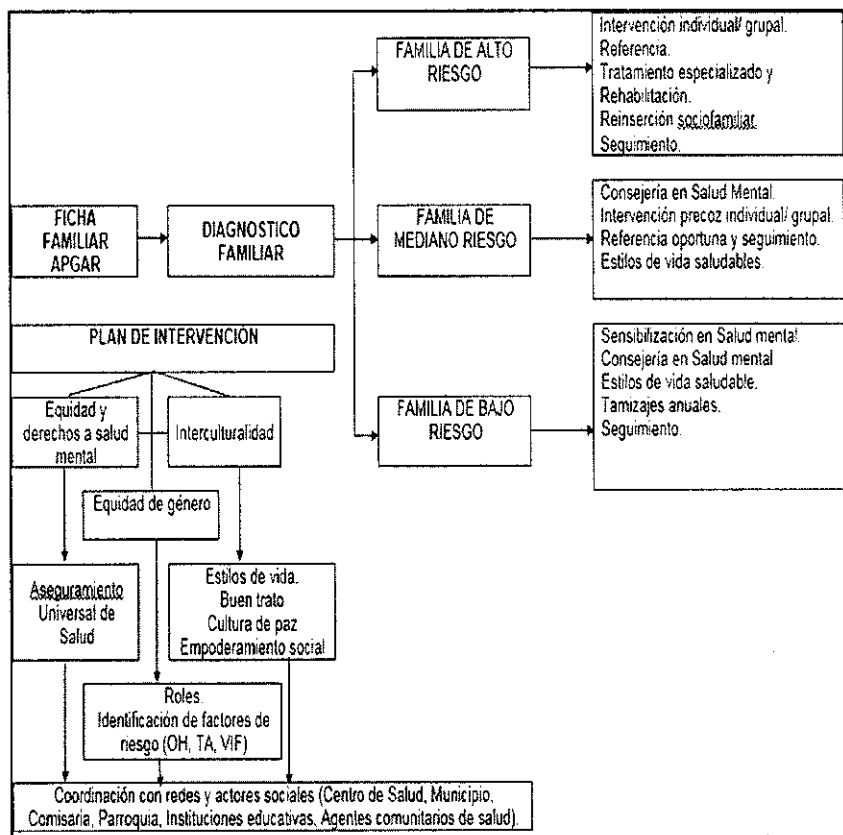 FAMILIA DE ALTO
RIESGO
Intervención individual/ grupal.
Referencia.
Tratamiento especializado y
Rehabilitación.
Reinserción sociofamiliar.
Seguimiento.
FICHA
FAMILIAR
APGAR
DIAGNOSTICO
FAMILIAR
FAMILIA DE
MEDIANO RIESGO
Consejería en Salud Mental.
Intervención precoz individual/ grupal.
Referencia oportuna y seguimiento.
Estilos de vida saludables.
PLAN DE INTERVENCIÓN
FAMILIA DE BAJO
RIESGO
Sensibilización en Salud mental.
Consejería en Salud mental
Estilos de vida saludable.
Tamizajes anuales.
Seguimiento.
Equidad y
derechos a salud
mental
Interculturalidad
Equidad de género
Aseguramiento
Universal de
Salud
Estilos de vida.
Buen trato
Cultura de paz
Empoderamiento social
Roles.
Identificación de factores de
riesgo (OH, TA, VIF)
Coordinación con redes y actores sociales (Centro de Salud, Municipio,
Comisaria, Parroquia, Instituciones educativas, Agentes comunitarios de salud).